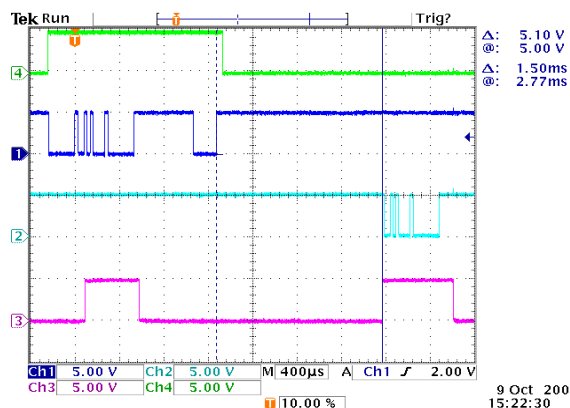 Tek Run Trig?
T
T
Δ: 5.10 V
@: 5.00 V
Δ: 1.50ms
@: 2.77ms
4
1
2
3
Ch1 5.00 V Ch2 5.00 V M 400µs A Ch1 2.00 V
Ch3 5.00 V Ch4 5.00 V
T 10.00 %
9 Oct 200
15:22:30